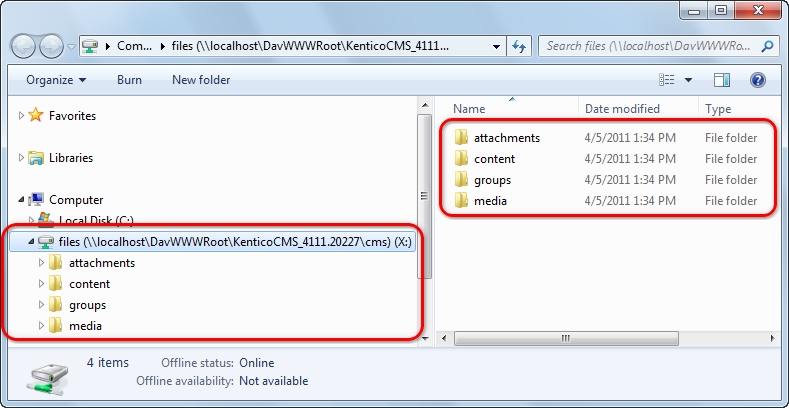 Com... files (\\localhost\DavWWWRoot\KenticoCMS_4111... Search files (\\localhost\DavWWWRo...
Organize Burn New folder
Favorites
Libraries
Computer
Local Disk (C:)
files (\\localhost\DavWWWRoot\KenticoCMS_4111.20227\cms) (X:)
attachments
content
groups
media
Name Date modified Type
attachments 4/5/2011 1:34 PM File folder
content 4/5/2011 1:34 PM File folder
groups 4/5/2011 1:34 PM File folder
media 4/5/2011 1:34 PM File folder
4 items Offline status: Online
Offline availability: Not available